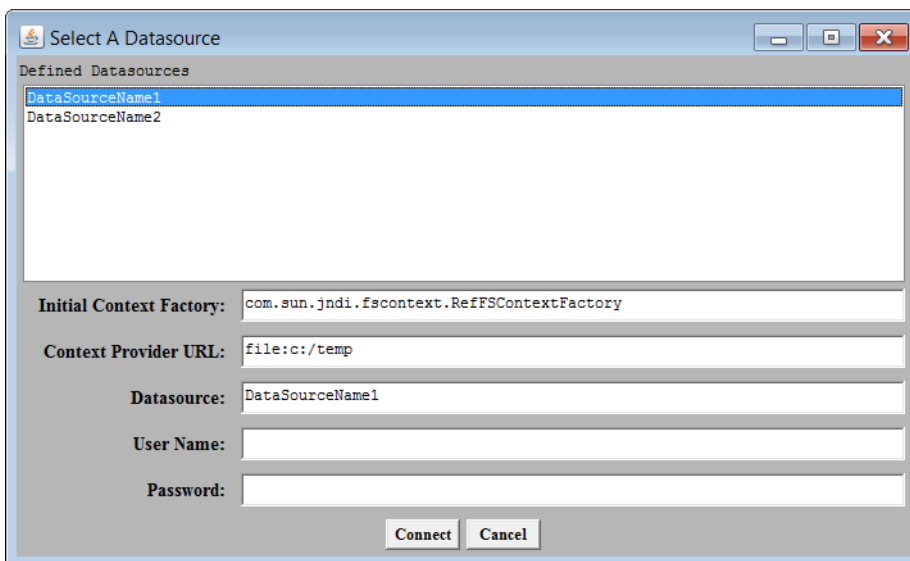 Select A Datasource
Defined Datasources
DataSourceName1
DataSourceName2
Initial Context Factory: com.sun.jndi.fscontext.RefFSContextFactory
Context Provider URL: file:c:/temp
Datasource: DataSourceName1
User Name:
Password:
Connect Cancel